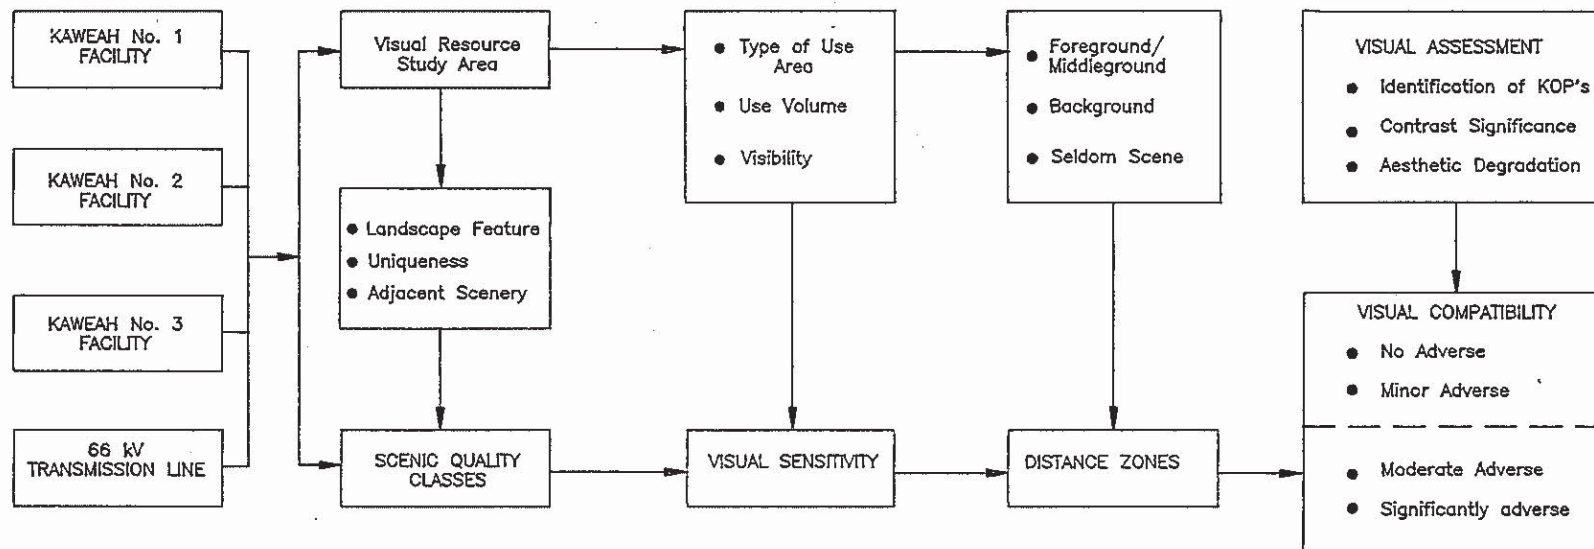 KAWEAH No. 1
FACILITY
KAWEAH No. 2
FACILITY
KAWEAH No. 3
FACILITY
66 kV
TRANSMISSION LINE
Visual Resource
Study Area
● Landscape Feature
● Uniqueness
● Adjacent Scenery
SCENIC QUALITY
CLASSES
● Type of Use
Area
● Use Volume
● Visibility
VISUAL SENSITIVITY
● Foreground/
Middleground
● Background
● Seldom Scene
DISTANCE ZONES
VISUAL ASSESSMENT
● Identification of KOP's
● Contrast Significance
● Aesthetic Degradation
VISUAL COMPATIBILITY
● No Adverse
● Minor Adverse
● Moderate Adverse
● Significantly adverse